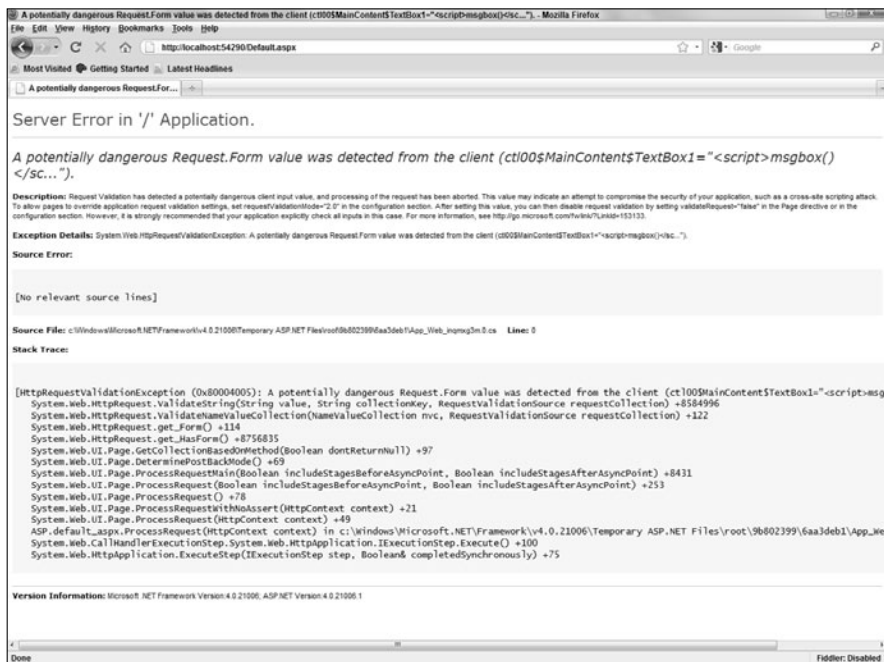 A potentially dangerous Request.Form value was detected from the client (ctl00$MainContent$TextBox1="<script>msgbox()</sc..."). - Mozilla Firefox
File Edit View History Bookmarks Tools Help
http://localhost:54290/Default.aspx
Google
Most Visited Getting Started Latest Headlines
A potentially dangerous Request.For...
Server Error in '/' Application.
A potentially dangerous Request.Form value was detected from the client (ctl00$MainContent$TextBox1="<script>msgbox()
</sc...").
Description: Request Validation has detected a potentially dangerous client input value, and processing of the request has been aborted. This value may indicate an attempt to compromise the security of your application, such as a cross-site scripting attack.
To allow pages to override application request validation settings, set requestValidationMode="2.0" in the configuration section. After setting this value, you can then disable request validation by setting validateRequest="false" in the Page directive or in the
configuration section. However, it is strongly recommended that your application explicitly check all inputs in this case. For more information, see http://go.microsoft.com/fwlink/?LinkId=153133.
Exception Details: System.Web.HttpRequestValidationException: A potentially dangerous Request.Form value was detected from the client (ctl00$MainContent$TextBox1="<script>msgbox()</sc...").
Source Error:
[No relevant source lines]
Source File: c:\Windows\Microsoft.NET\Framework\v4.0.21006\Temporary ASP.NET Files\root\9b802399\6aa3deb1\App_Web_inqmxg3m.0.cs Line: 0
Stack Trace:
[HttpRequestValidationException (0x80004005): A potentially dangerous Request.Form value was detected from the client (ctl00$MainContent$TextBox1="<script>msg
System.Web.HttpRequest.ValidateString(String value, String collectionKey, RequestValidationSource requestCollection) +8584996
System.Web.HttpRequest.ValidateNameValueCollection(NameValueCollection nvc, RequestValidationSource requestCollection) +122
System.Web.HttpRequest.get_Form() +114
System.Web.HttpRequest.get_HasForm() +8756835
System.Web.UI.Page.GetCollectionBasedOnMethod(Boolean dontReturnNull) +97
System.Web.UI.Page.DeterminePostBackMode() +69
System.Web.UI.Page.ProcessRequestMain(Boolean includeStagesBeforeAsyncPoint, Boolean includeStagesAfterAsyncPoint) +8431
System.Web.UI.Page.ProcessRequest(Boolean includeStagesBeforeAsyncPoint, Boolean includeStagesAfterAsyncPoint) +253
System.Web.UI.Page.ProcessRequest() +78
System.Web.UI.Page.ProcessRequestWithNoAssert(HttpContext context) +21
System.Web.UI.Page.ProcessRequest(HttpContext context) +49
ASP.default_aspx.ProcessRequest(HttpContext context) in c:\Windows\Microsoft.NET\Framework\v4.0.21006\Temporary ASP.NET Files\root\9b802399\6aa3deb1\App_We
System.Web.CallHandlerExecutionStep.System.Web.HttpApplication.IExecutionStep.Execute() +100
System.Web.HttpApplication.ExecuteStep(IExecutionStep step, Boolean& completedSynchronously) +75
Version Information: Microsoft .NET Framework Version:4.0.21006; ASP.NET Version:4.0.21006.1
Done
Fiddler: Disabled